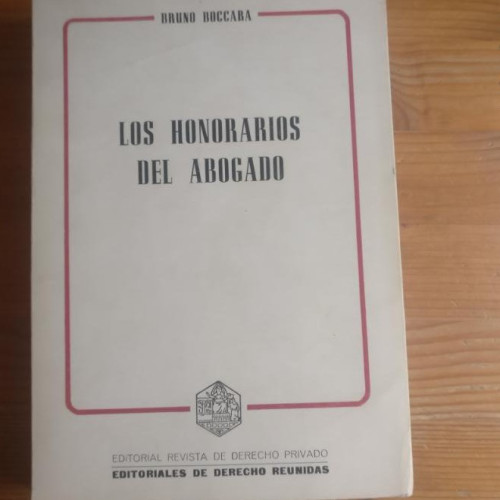 BRUNO BOCCARA
LOS HONORARIOS
DEL ABOGADO
EDITORIAL REVISTA DE DERECHO PRIVADO
EDITORIALES DE DERECHO REUNIDAS